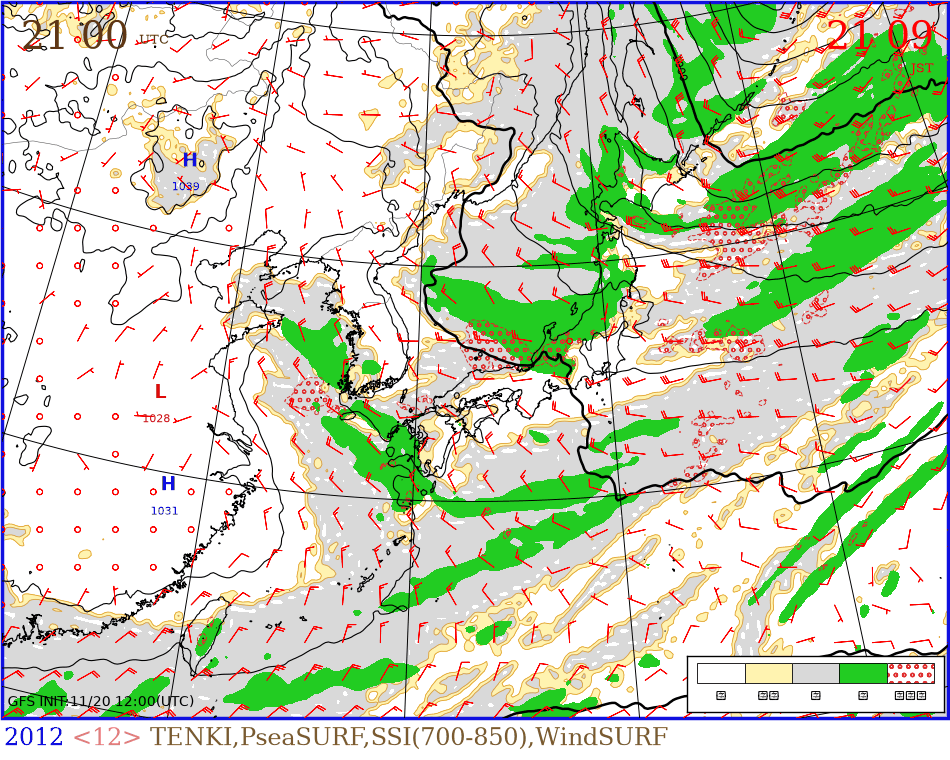 21 00 UTC
21 09
JST
H
1039
L
1028
H
1031
GFS INIT:11/20 12:00(UTC)
2012 <12> TENKI,PseaSURF,SSI(700-850),WindSURF